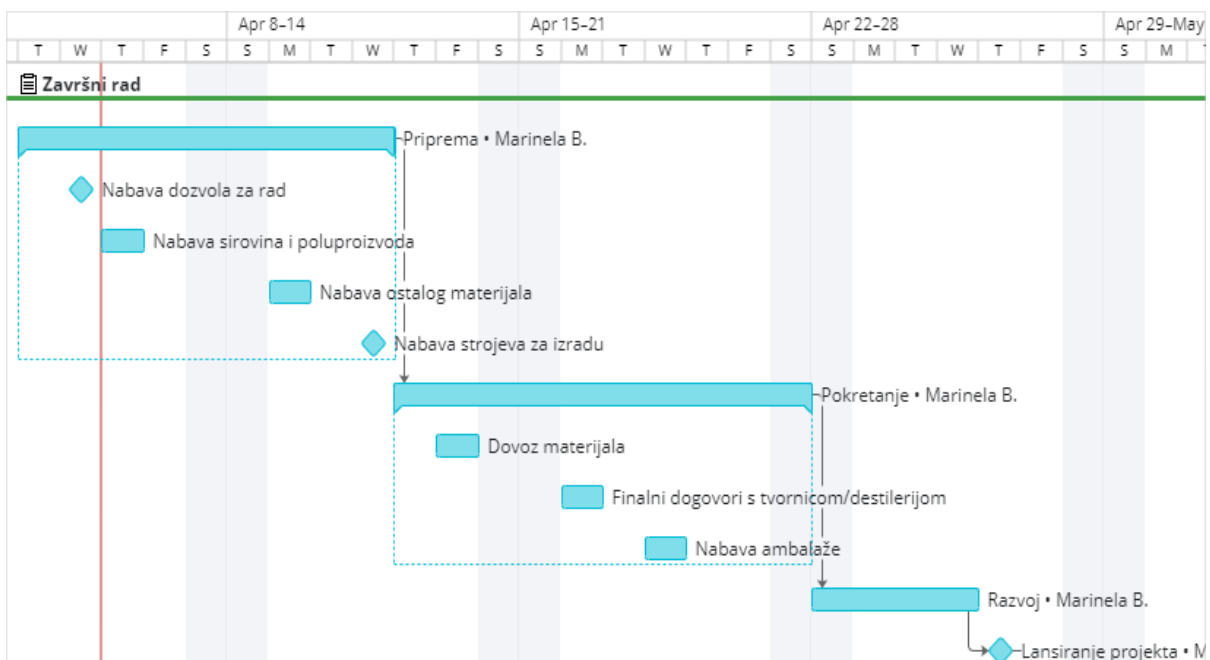 Apr 8–14 Apr 15–21 Apr 22–28 Apr 29–May
T W T F S S M T W T F S S M T W T F S S M T W T F S S M
Završni rad
Priprema • Marinela B.
Nabava dozvola za rad
Nabava sirovina i poluproizvoda
Nabava ostalog materijala
Nabava strojeva za izradu
Pokretanje • Marinela B.
Dovoz materijala
Finalni dogovori s tvornicom/destilerijom
Nabava ambalaže
Razvoj • Marinela B.
Lansiranje projekta • M